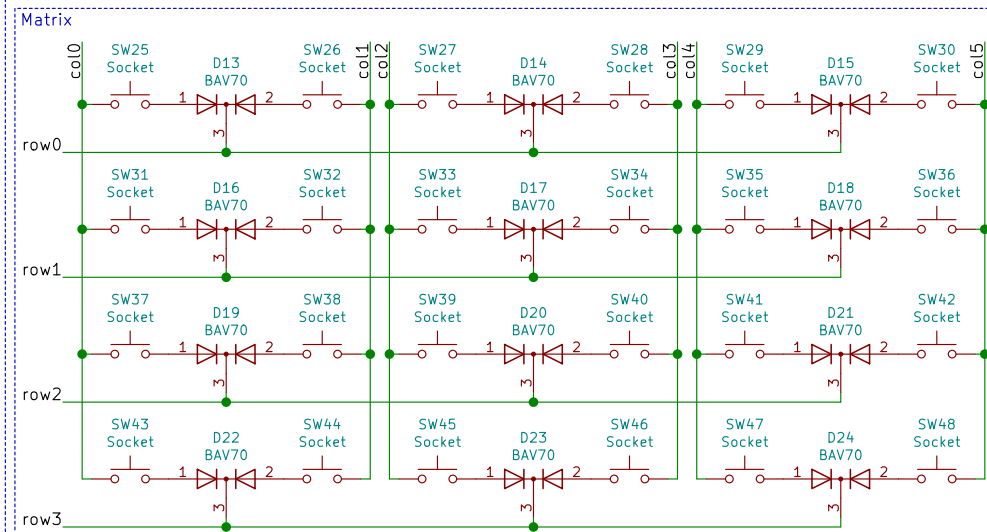 Matrix
col0
SW25
Socket
D13
BAV70
SW26
Socket
col1
col2
SW27
Socket
D14
BAV70
SW28
Socket
col3
col4
SW29
Socket
D15
BAV70
SW30
Socket
col5
1
2
3
1
2
3
1
2
3
row0
SW31
Socket
D16
BAV70
SW32
Socket
SW33
Socket
D17
BAV70
SW34
Socket
SW35
Socket
D18
BAV70
SW36
Socket
1
2
3
1
2
3
1
2
3
row1
SW37
Socket
D19
BAV70
SW38
Socket
SW39
Socket
D20
BAV70
SW40
Socket
SW41
Socket
D21
BAV70
SW42
Socket
1
2
3
1
2
3
1
2
3
row2
SW43
Socket
D22
BAV70
SW44
Socket
SW45
Socket
D23
BAV70
SW46
Socket
SW47
Socket
D24
BAV70
SW48
Socket
1
2
3
1
2
3
1
2
3
row3